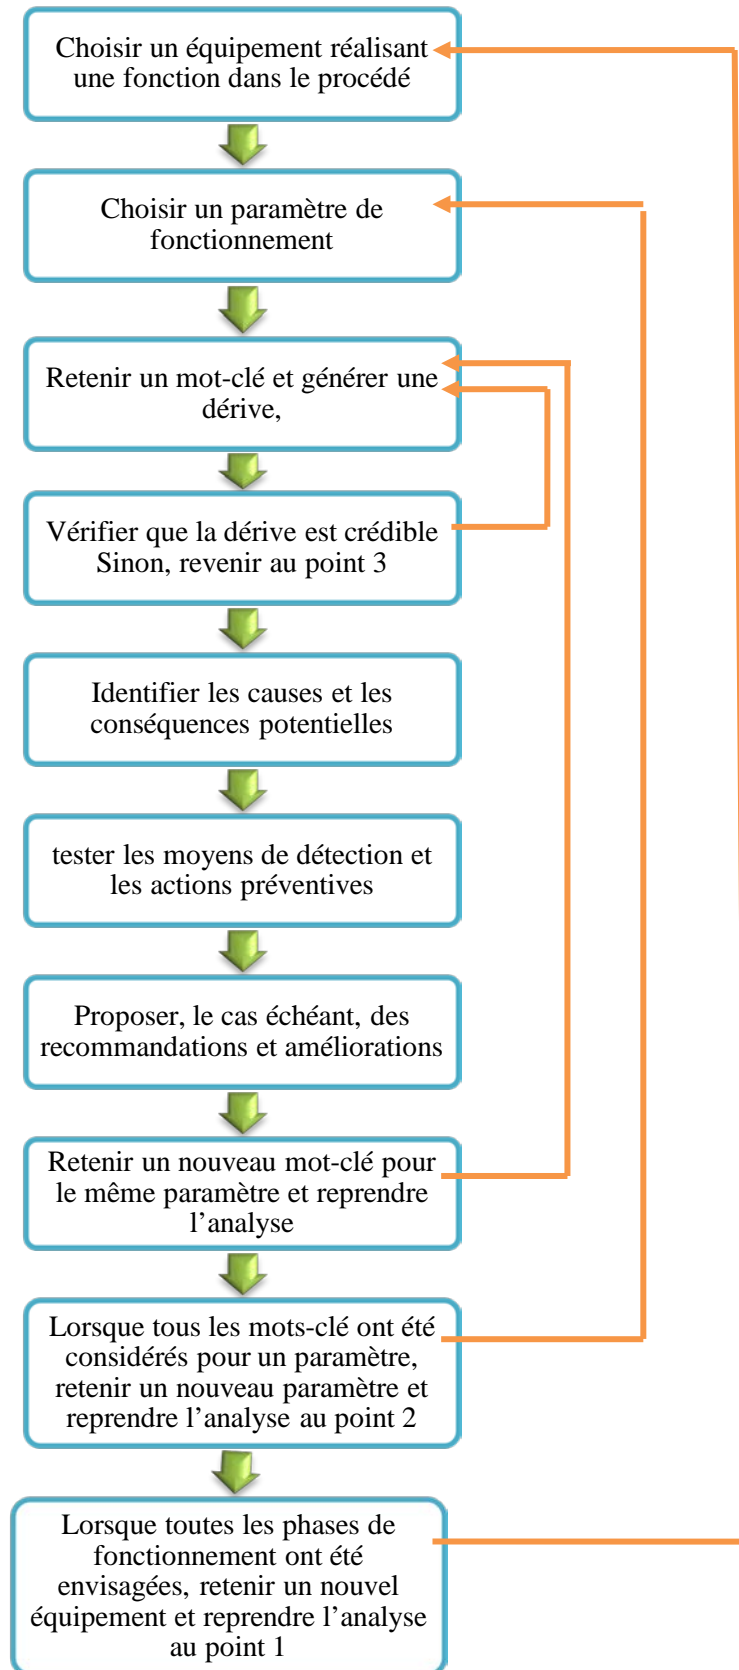 Choisir un équipement réalisant
une fonction dans le procédé
Choisir un paramètre de
fonctionnement
Retenir un mot-clé et générer une
dérive,
Vérifier que la dérive est crédible
Sinon, revenir au point 3
Identifier les causes et les
conséquences potentielles
tester les moyens de détection et
les actions préventives
Proposer, le cas échéant, des
recommandations et améliorations
Retenir un nouveau mot-clé pour
le même paramètre et reprendre
l’analyse
Lorsque tous les mots-clé ont été
considérés pour un paramètre,
retenir un nouveau paramètre et
reprendre l’analyse au point 2
Lorsque toutes les phases de
fonctionnement ont été
envisagées, retenir un nouvel
équipement et reprendre l’analyse
au point 1